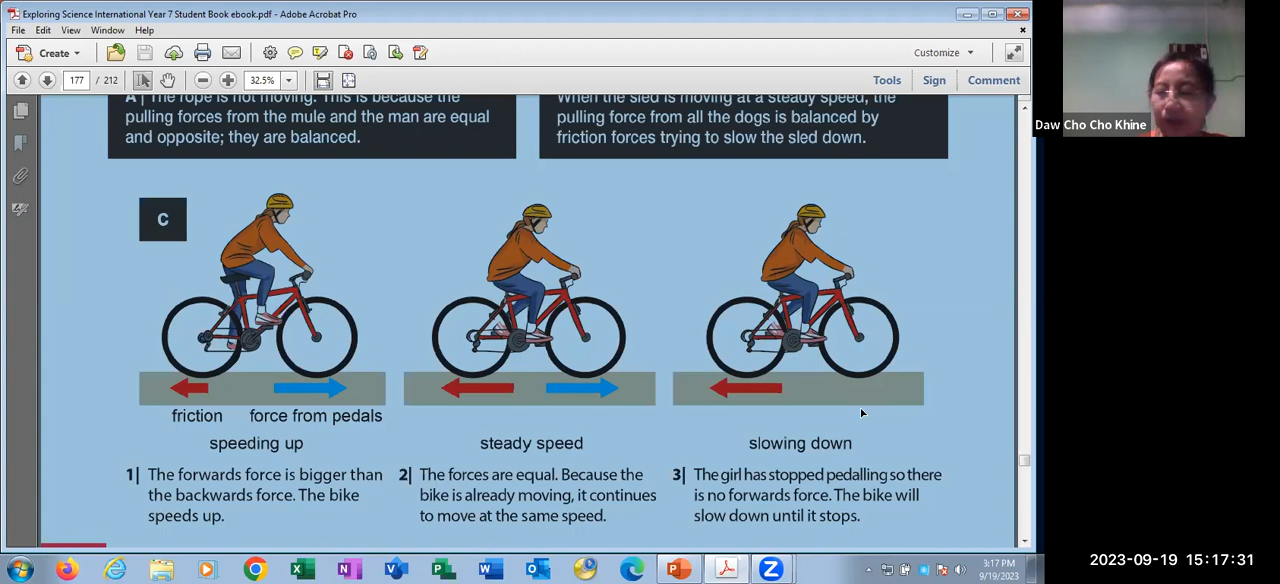 Exploring Science International Year 7 Student Book ebook.pdf - Adobe Acrobat Pro
File Edit View Window Help
Create
Customize
177 / 212
32.5%
Tools Sign Comment
A | The rope is not moving. This is because the
pulling forces from the mule and the man are equal
and opposite; they are balanced.
When the sled is moving at a steady speed, the
pulling force from all the dogs is balanced by
friction forces trying to slow the sled down.
Daw Cho Cho Khine
C
friction force from pedals
speeding up
steady speed
slowing down
1| The forwards force is bigger than
the backwards force. The bike
speeds up.
2| The forces are equal. Because the
bike is already moving, it continues
to move at the same speed.
3| The girl has stopped pedalling so there
is no forwards force. The bike will
slow down until it stops.
3:17 PM
9/19/2023
2023-09-19 15:17:31